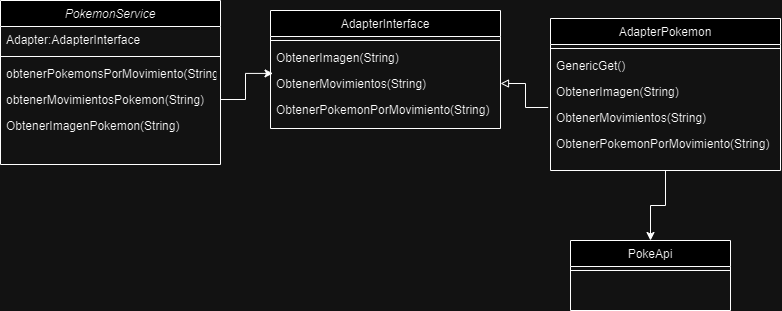 PokemonService
Adapter:AdapterInterface
obtenerPokemonsPorMovimiento(String
obtenerMovimientosPokemon(String)
ObtenerImagenPokemon(String)
AdapterInterface
ObtenerImagen(String)
ObtenerMovimientos(String)
ObtenerPokemonPorMovimiento(String)
AdapterPokemon
GenericGet()
ObtenerImagen(String)
ObtenerMovimientos(String)
ObtenerPokemonPorMovimiento(String)
PokeApi